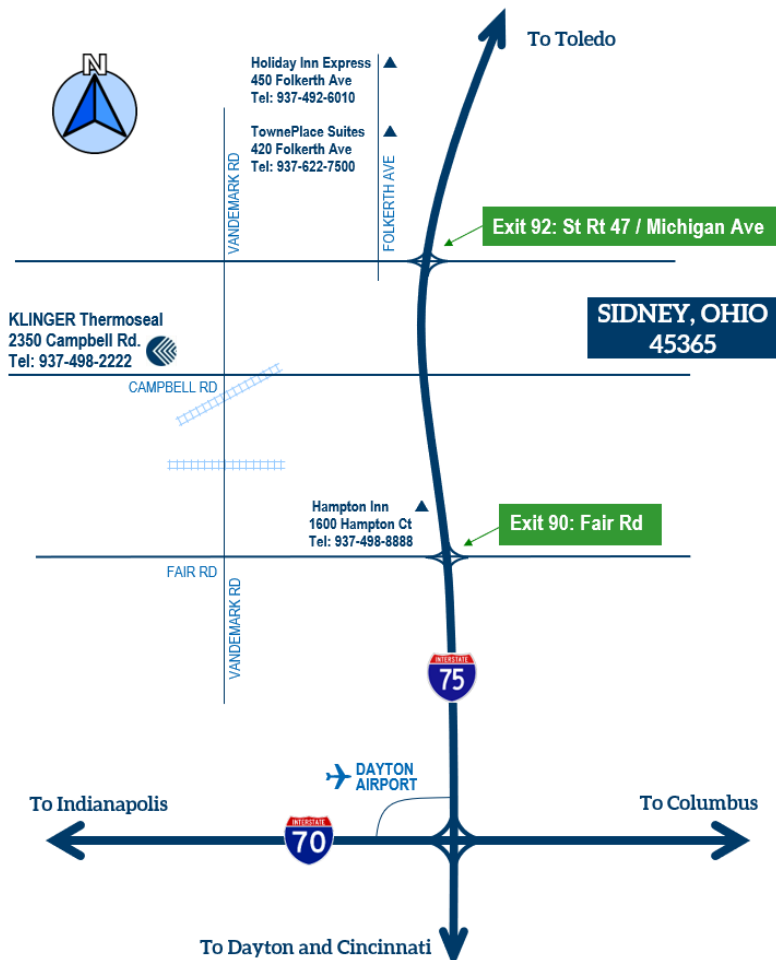 N
To Toledo
Holiday Inn Express
450 Folkerth Ave
Tel: 937-492-6010
TownePlace Suites
420 Folkerth Ave
Tel: 937-622-7500
VANDEMARK RD
FOLKERTH AVE
Exit 92: St Rt 47 / Michigan Ave
SIDNEY, OHIO
45365
KLINGER Thermoseal
2350 Campbell Rd.
Tel: 937-498-2222
CAMPBELL RD
Hampton Inn
1600 Hampton Ct
Tel: 937-498-8888
Exit 90: Fair Rd
FAIR RD
VANDEMARK RD
INTERSTATE
75
DAYTON
AIRPORT
To Indianapolis
To Columbus
INTERSTATE
70
To Dayton and Cincinnati